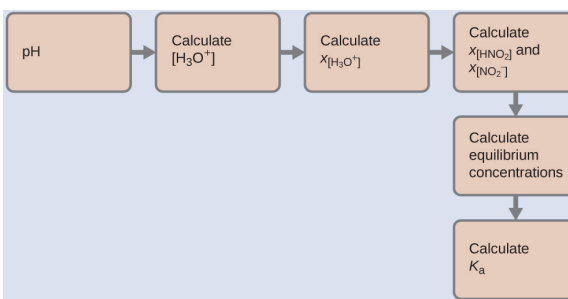 pH
Calculate
[H₃O⁺]
Calculate
x[H₃O⁺]
Calculate
x[HNO₂] and
x[NO₂⁻]
Calculate
equilibrium
concentrations
Calculate
Kₐ